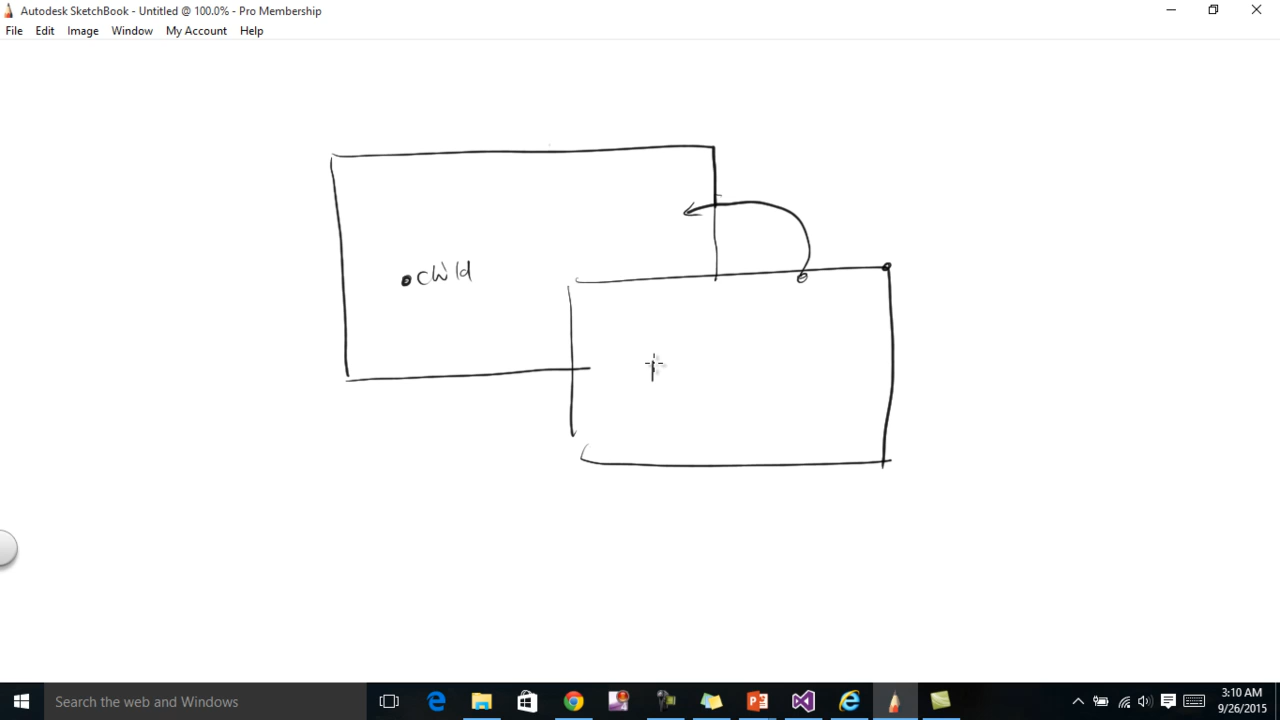 Autodesk SketchBook - Untitled @ 100.0% - Pro Membership
File Edit Image Window My Account Help
child
Search the web and Windows
3:10 AM
9/26/2015